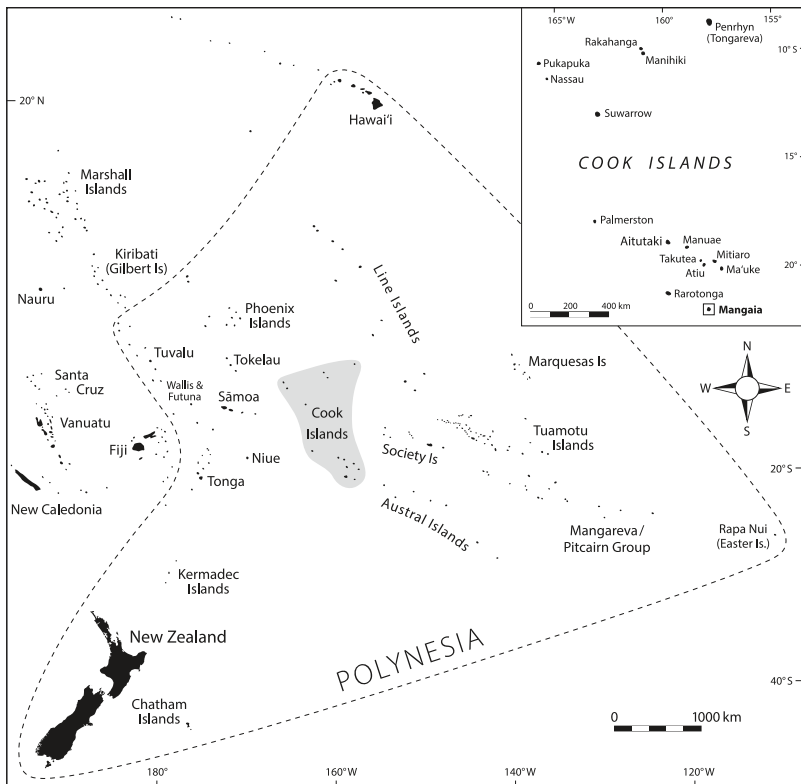 165°W
160°
155°
Penrhyn
(Tongareva)
10°S
Rakahanga
Manihiki
Pukapuka
Nassau
Suwarrow
15°
COOK ISLANDS
Palmerston
Aitutaki
Manuae
Takutea
Mitiaro
20°
Atiu
Ma'uke
Rarotonga
Mangaia
0 200 400 km
20°N
Hawai'i
Marshall
Islands
Kiribati
(Gilbert Is)
Nauru
Line Islands
Phoenix
Islands
Tuvalu
Tokelau
Marquesas Is
N
W E
S
Santa
Cruz
Wallis &
Futuna
Sāmoa
Vanuatu
Cook
Islands
Tuamotu
Islands
Fiji
Niue
Society Is
20°S
Tonga
New Caledonia
Austral Islands
Mangareva/
Pitcairn Group
Rapa Nui
(Easter Is.)
Kermadec
Islands
New Zealand
POLYNESIA
40°S
Chatham
Islands
0 1000 km
180°
160°W
140°W
120°W